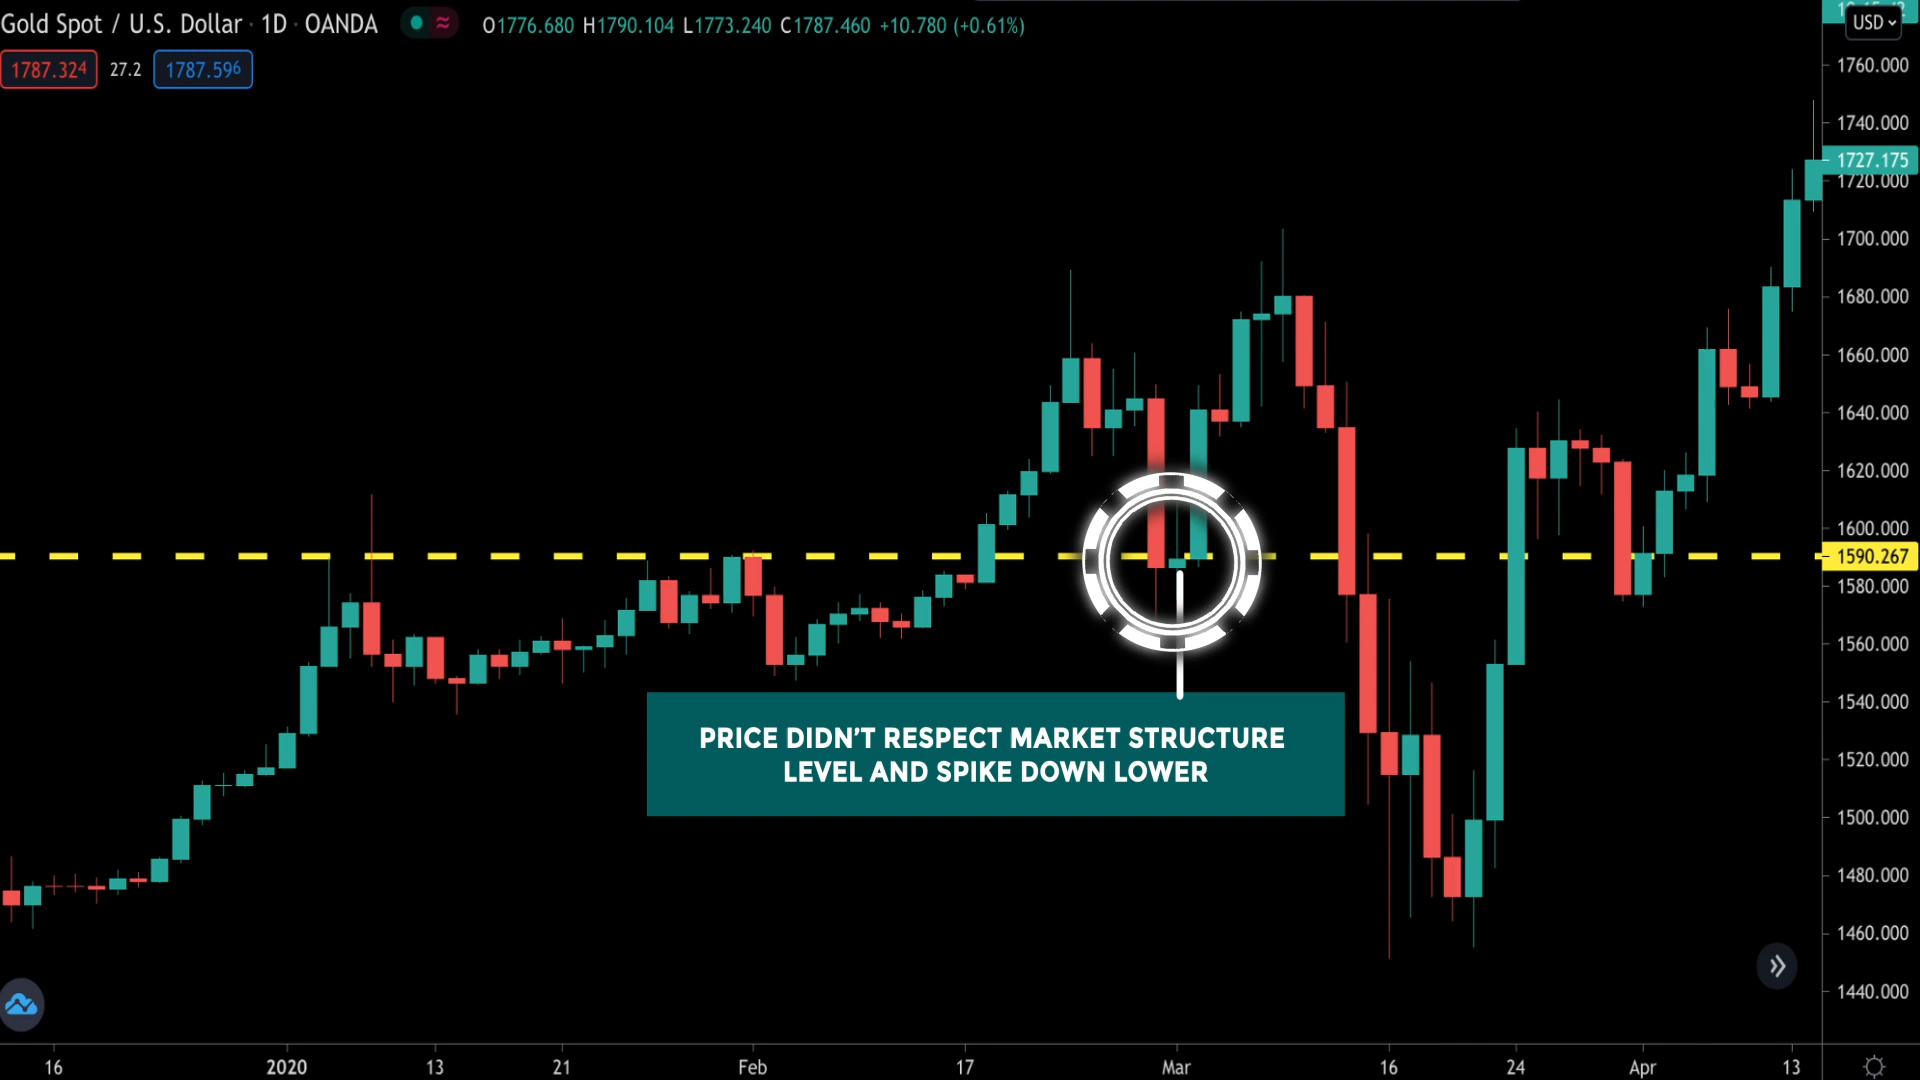 Gold Spot / U.S. Dollar · 1D · OANDA
O1776.680 H1790.104 L1773.240 C1787.460 +10.780 (+0.61%)
1787.324 27.2 1787.596
USD
1760.000
1740.000
1727.175
1720.000
1700.000
1680.000
1660.000
1640.000
1620.000
1600.000
1590.267
1580.000
1560.000
1540.000
1520.000
1500.000
1480.000
1460.000
1440.000
PRICE DIDN’T RESPECT MARKET STRUCTURE
LEVEL AND SPIKE DOWN LOWER
16 2020 13 21 Feb 17 Mar 16 24 Apr 13